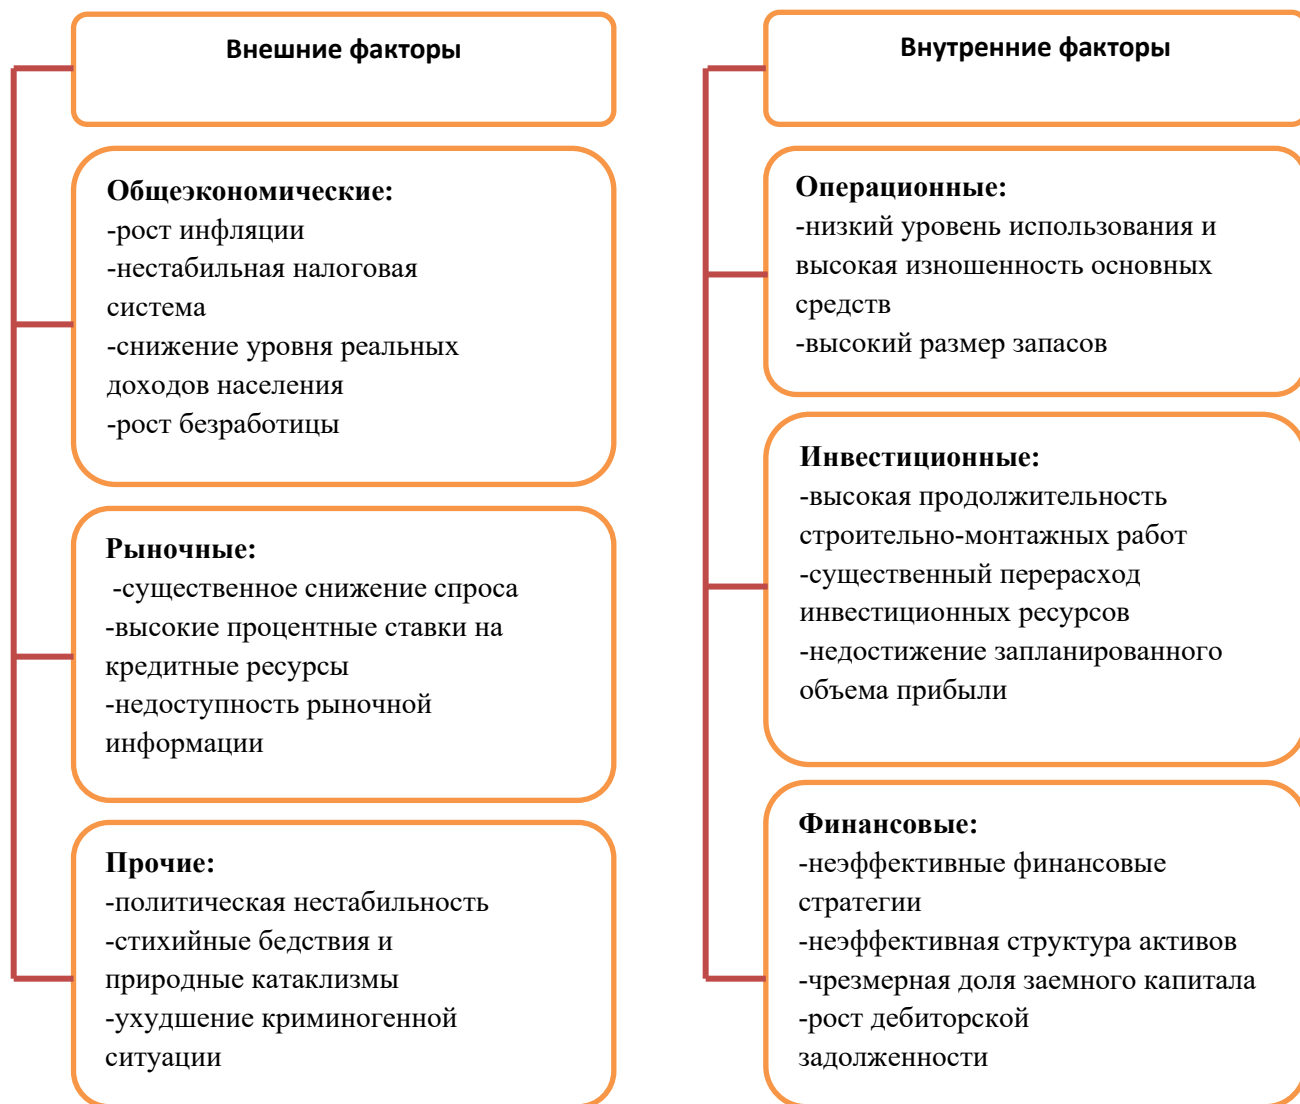 Внешние факторы
Общеэкономические:
-рост инфляции
-нестабильная налоговая
система
-снижение уровня реальных
доходов населения
-рост безработицы
Рыночные:
-существенное снижение спроса
-высокие процентные ставки на
кредитные ресурсы
-недоступность рыночной
информации
Прочие:
-политическая нестабильность
-стихийные бедствия и
природные катаклизмы
-ухудшение криминогенной
ситуации
Внутренние факторы
Операционные:
-низкий уровень использования и
высокая изношенность основных
средств
-высокий размер запасов
Инвестиционные:
-высокая продолжительность
строительно-монтажных работ
-существенный перерасход
инвестиционных ресурсов
-недостижение запланированного
объема прибыли
Финансовые:
-неэффективные финансовые
стратегии
-неэффективная структура активов
-чрезмерная доля заемного капитала
-рост дебиторской
задолженности